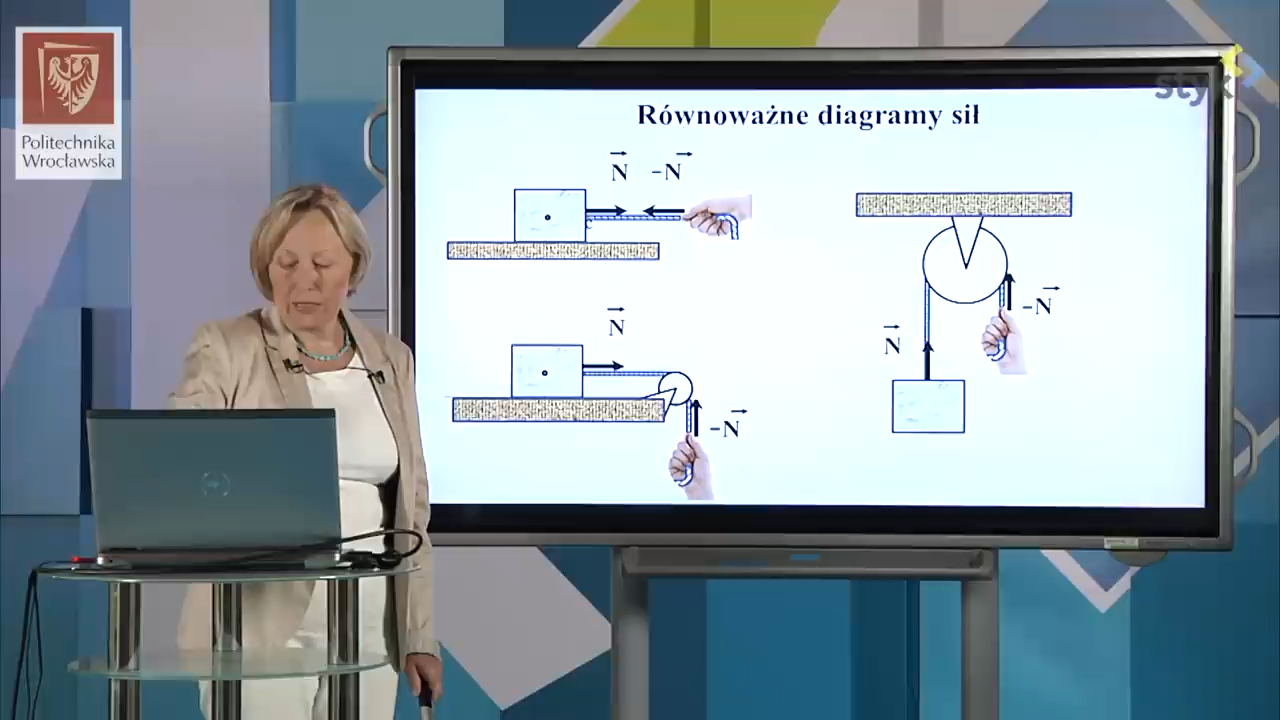 Politechnika
Wrocławska
styk
Równoważne diagramy sił
N -N
N
-N
N
-N